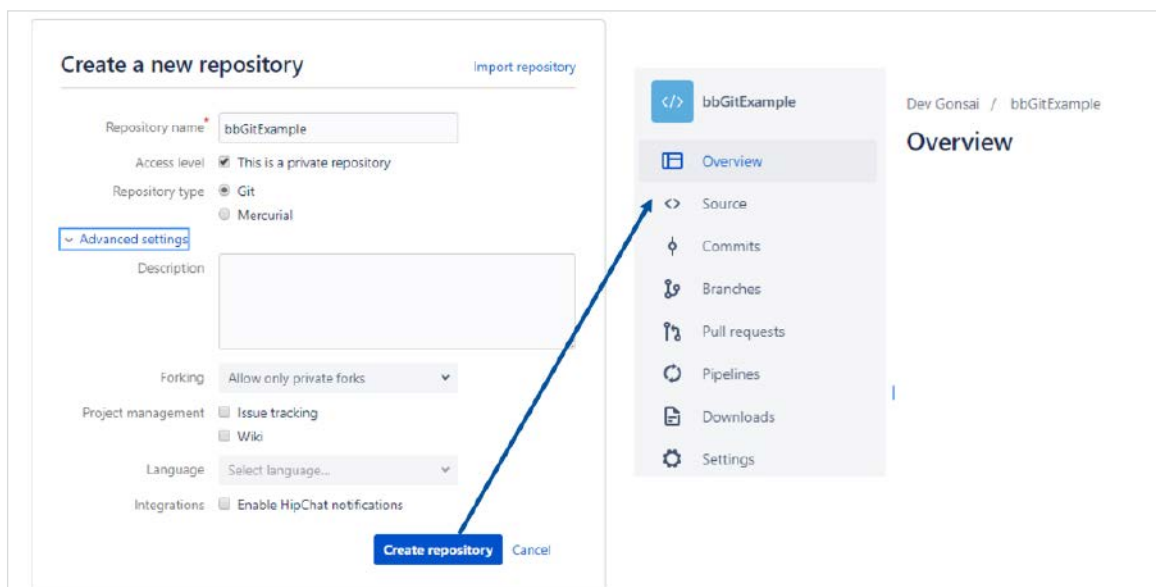 Create a new repository
Import repository
Repository name*
bbGitExample
Access level
This is a private repository
Repository type
Git
Mercurial
Advanced settings
Description
Forking
Allow only private forks
Project management
Issue tracking
Wiki
Language
Select language...
Integrations
Enable HipChat notifications
Create repository
Cancel
</> bbGitExample
Overview
<> Source
Commits
Branches
Pull requests
Pipelines
Downloads
Settings
Dev Gonsai / bbGitExample
Overview